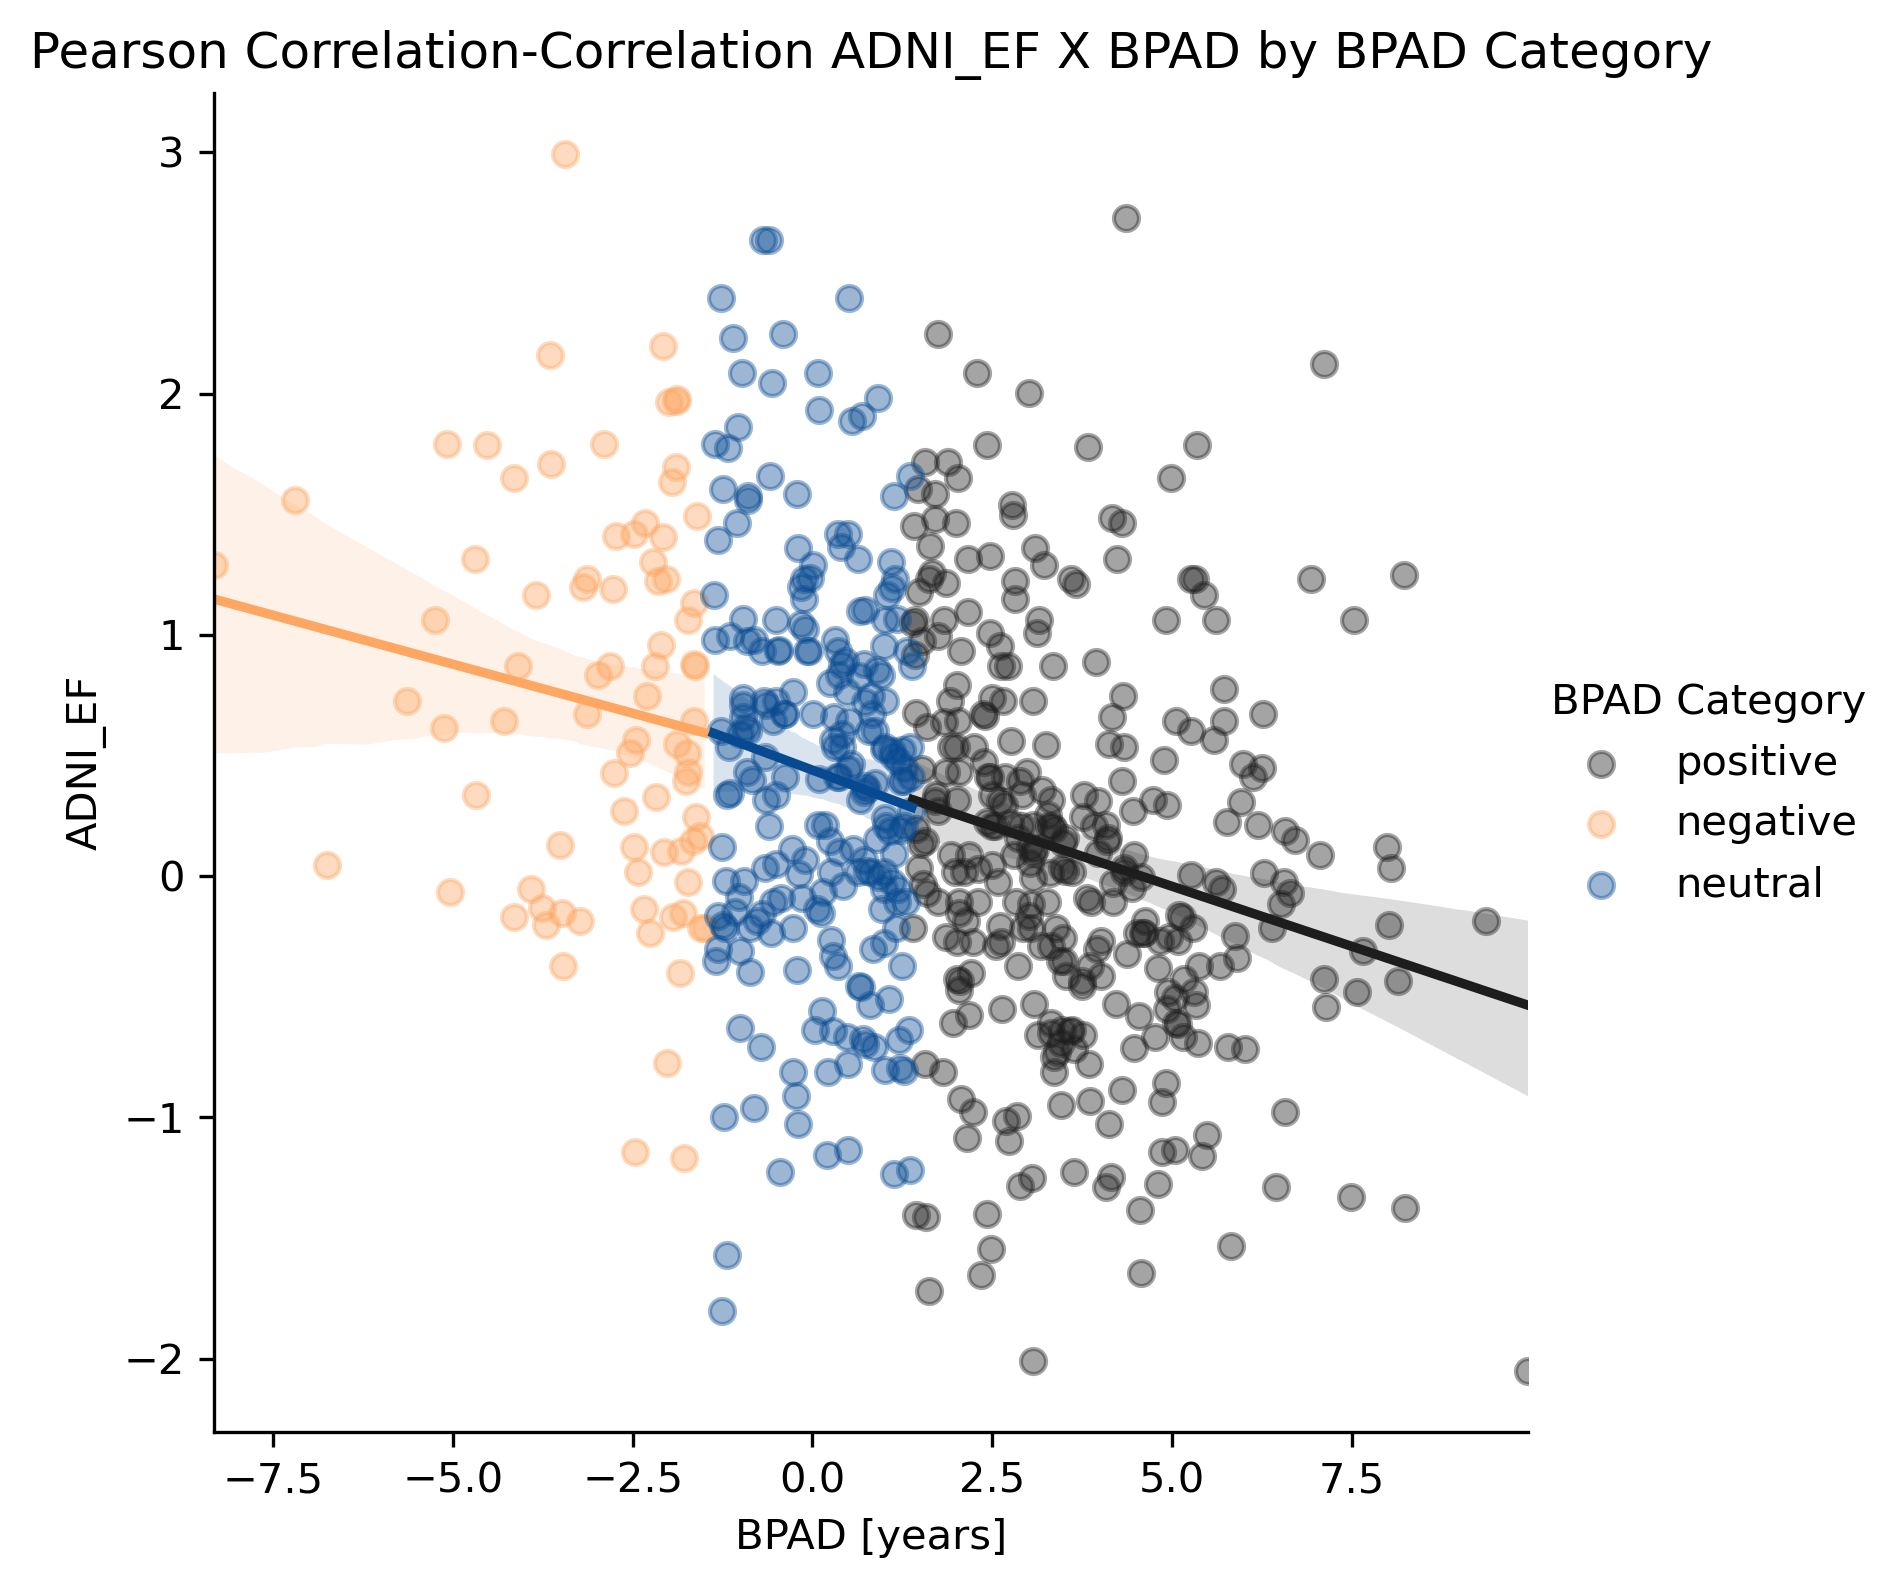 Pearson Correlation-Correlation ADNI_EF X BPAD by BPAD Category
3
2
1
0
−1
−2
ADNI_EF
−7.5 −5.0 −2.5 0.0 2.5 5.0 7.5
BPAD [years]
BPAD Category
positive
negative
neutral